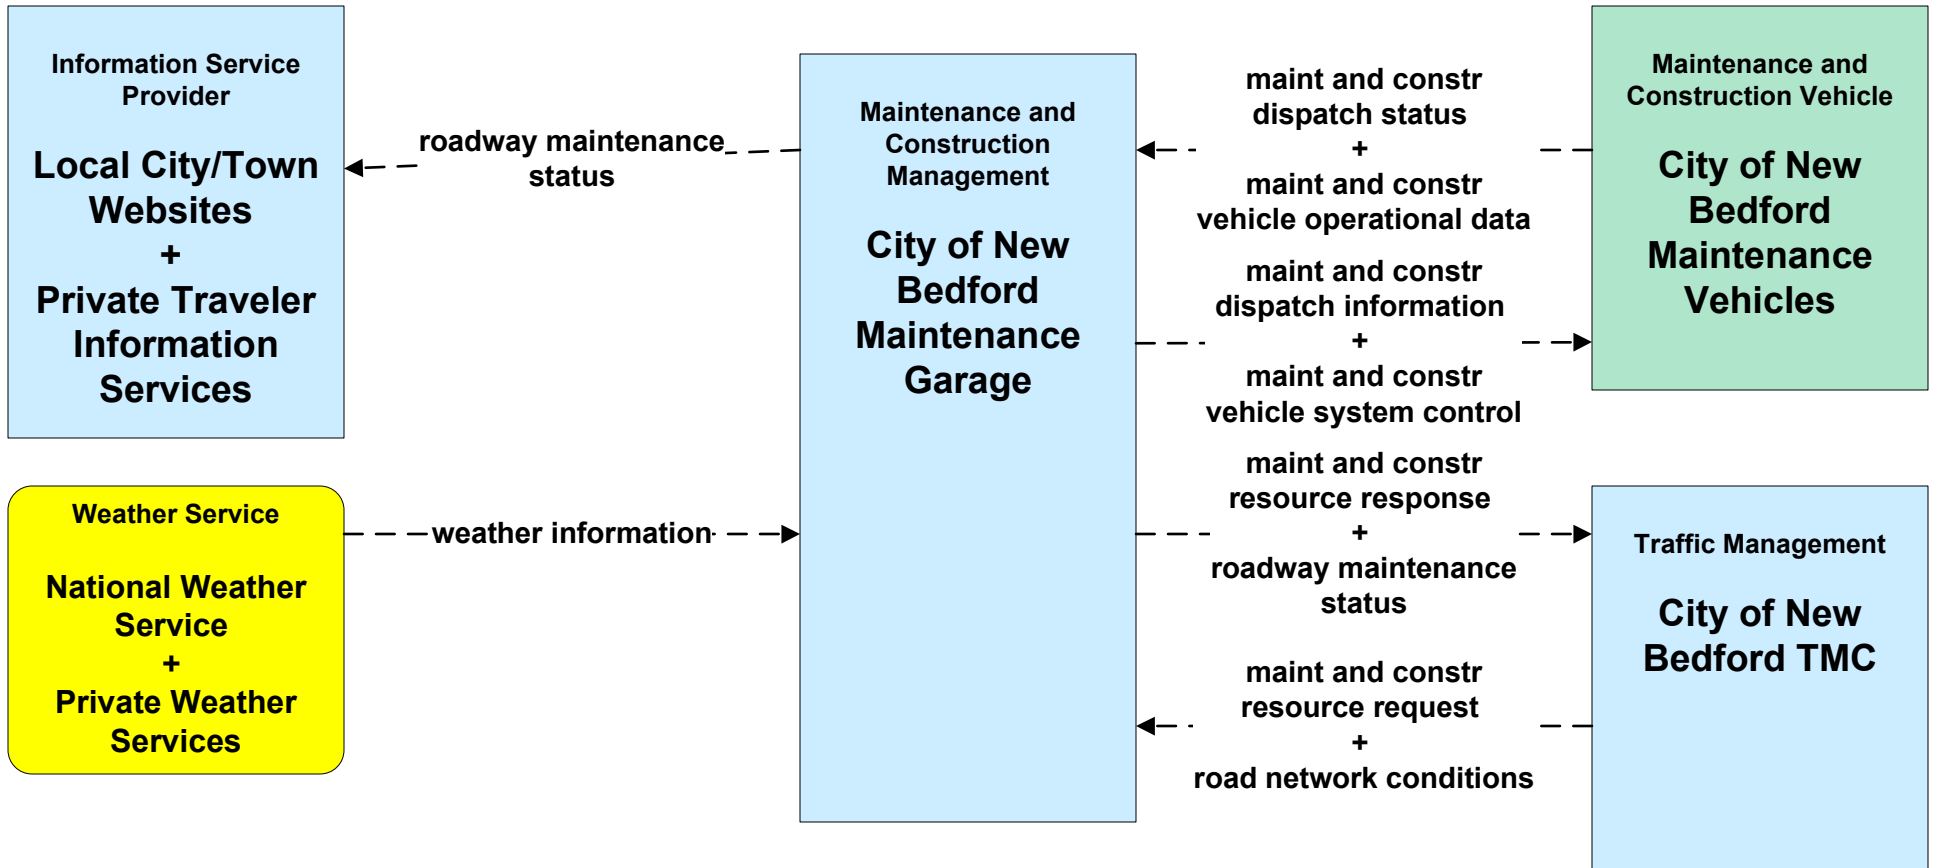 Information Service
Provider
Local City/Town
Websites
+
Private Traveler
Information
Services
roadway maintenance
status
Weather Service
National Weather
Service
+
Private Weather
Services
weather information
Maintenance and
Construction
Management
City of New
Bedford
Maintenance
Garage
maint and constr
dispatch status
+
maint and constr
vehicle operational data
maint and constr
dispatch information
+
maint and constr
vehicle system control
maint and constr
resource response
+
roadway maintenance
status
maint and constr
resource request
+
road network conditions
Maintenance and
Construction Vehicle
City of New
Bedford
Maintenance
Vehicles
Traffic Management
City of New
Bedford TMC